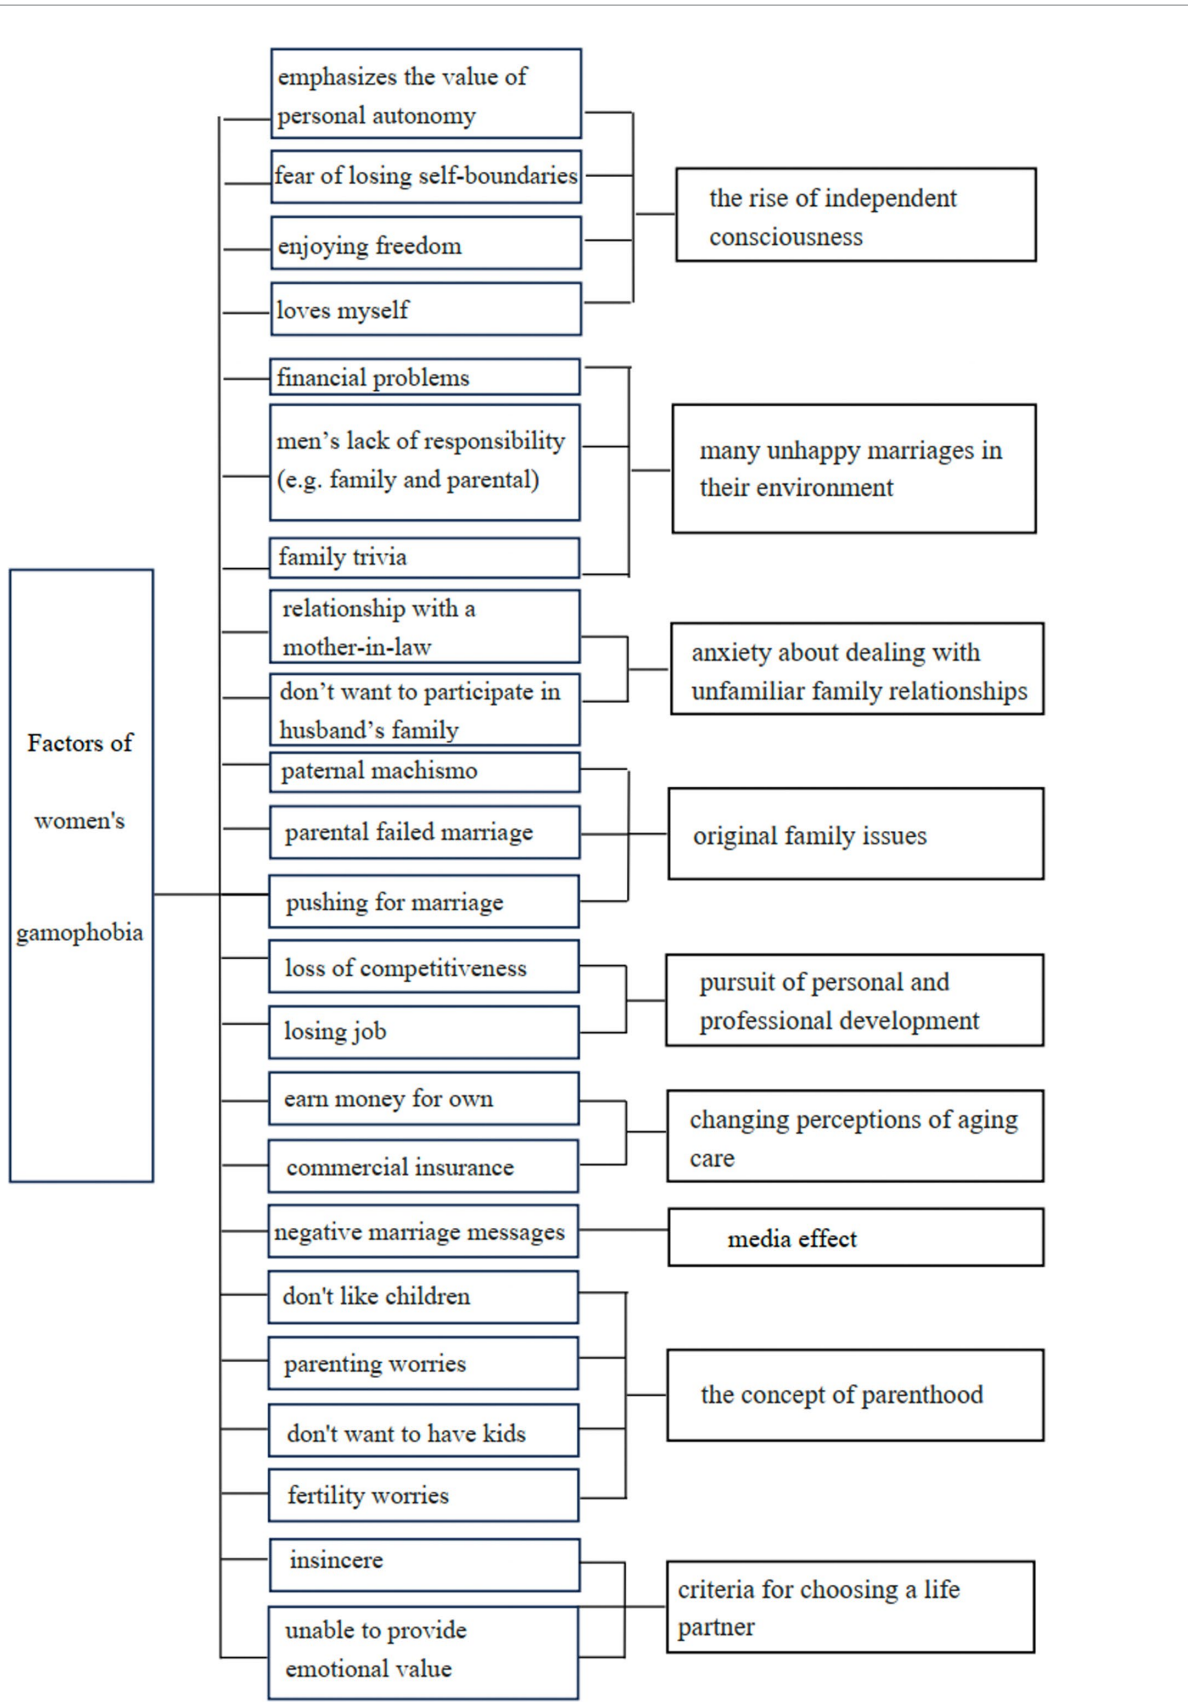 emphasizes the value of
personal autonomy
fear of losing self-boundaries
enjoying freedom
loves myself
the rise of independent
consciousness
financial problems
men’s lack of responsibility
(e.g. family and parental)
family trivia
many unhappy marriages in
their environment
relationship with a
mother-in-law
don’t want to participate in
husband’s family
anxiety about dealing with
unfamiliar family relationships
Factors of
women's
gamophobia
paternal machismo
parental failed marriage
pushing for marriage
original family issues
loss of competitiveness
losing job
pursuit of personal and
professional development
earn money for own
commercial insurance
changing perceptions of aging
care
negative marriage messages
media effect
don't like children
parenting worries
don't want to have kids
fertility worries
the concept of parenthood
insincere
unable to provide
emotional value
criteria for choosing a life
partner